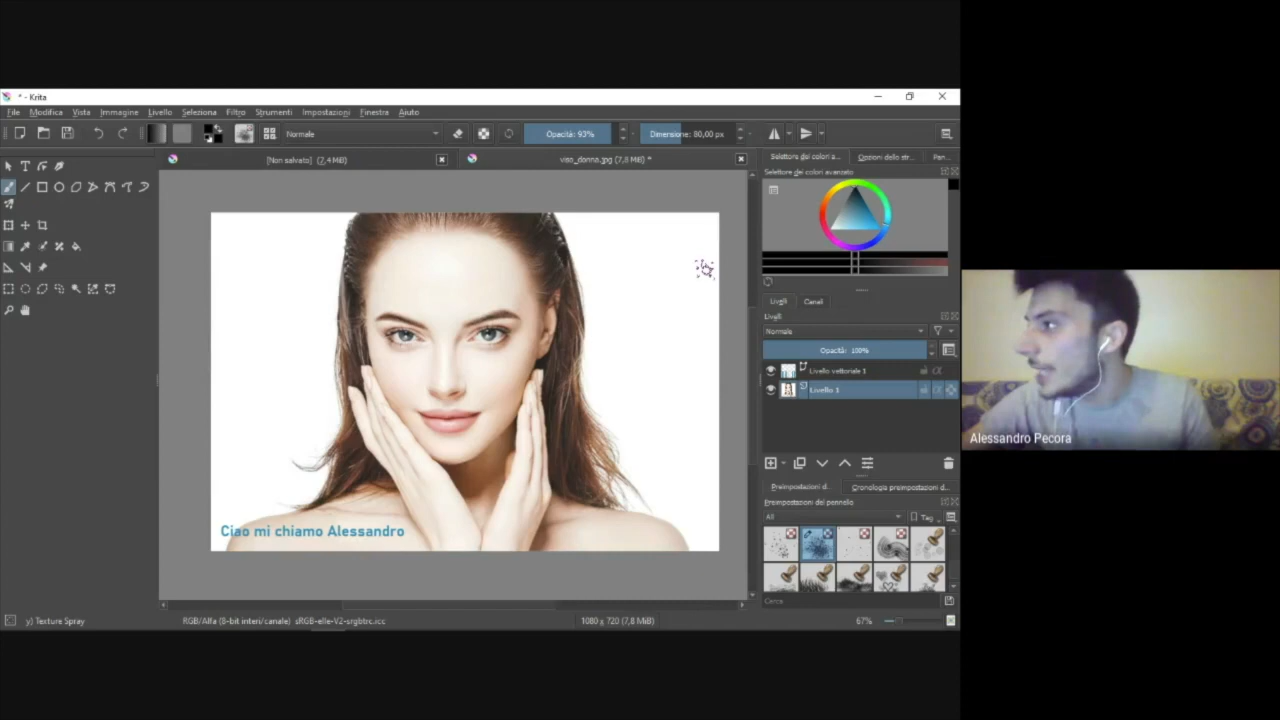 * - Krita
File Modifica Vista Immagine Livello Seleziona Filtro Strumenti Impostazioni Finestra Aiuto
Normale
Opacità: 93%
Dimensione: 80,00 px
[Non salvato] (2,4 MiB)
viso_donna.jpg (7,8 MiB) *
Selettore dei colori a...
Opzioni dello str...
Pan...
Selettore dei colori avanzato
Livelli
Canali
Livelli
Normale
Opacità: 100%
Livello vettoriale 1
Livello 1
Preimpostazioni d...
Cronologia preimpostazioni d...
Preimpostazioni del pennello
All
Tag
Cerca
Ciao mi chiamo Alessandro
y) Texture Spray
RGB/Alfa (8-bit interi/canale) sRGB-elle-V2-srgbtrc.icc
1080 x 720 (7,8 MiB)
67%
Alessandro Pecora